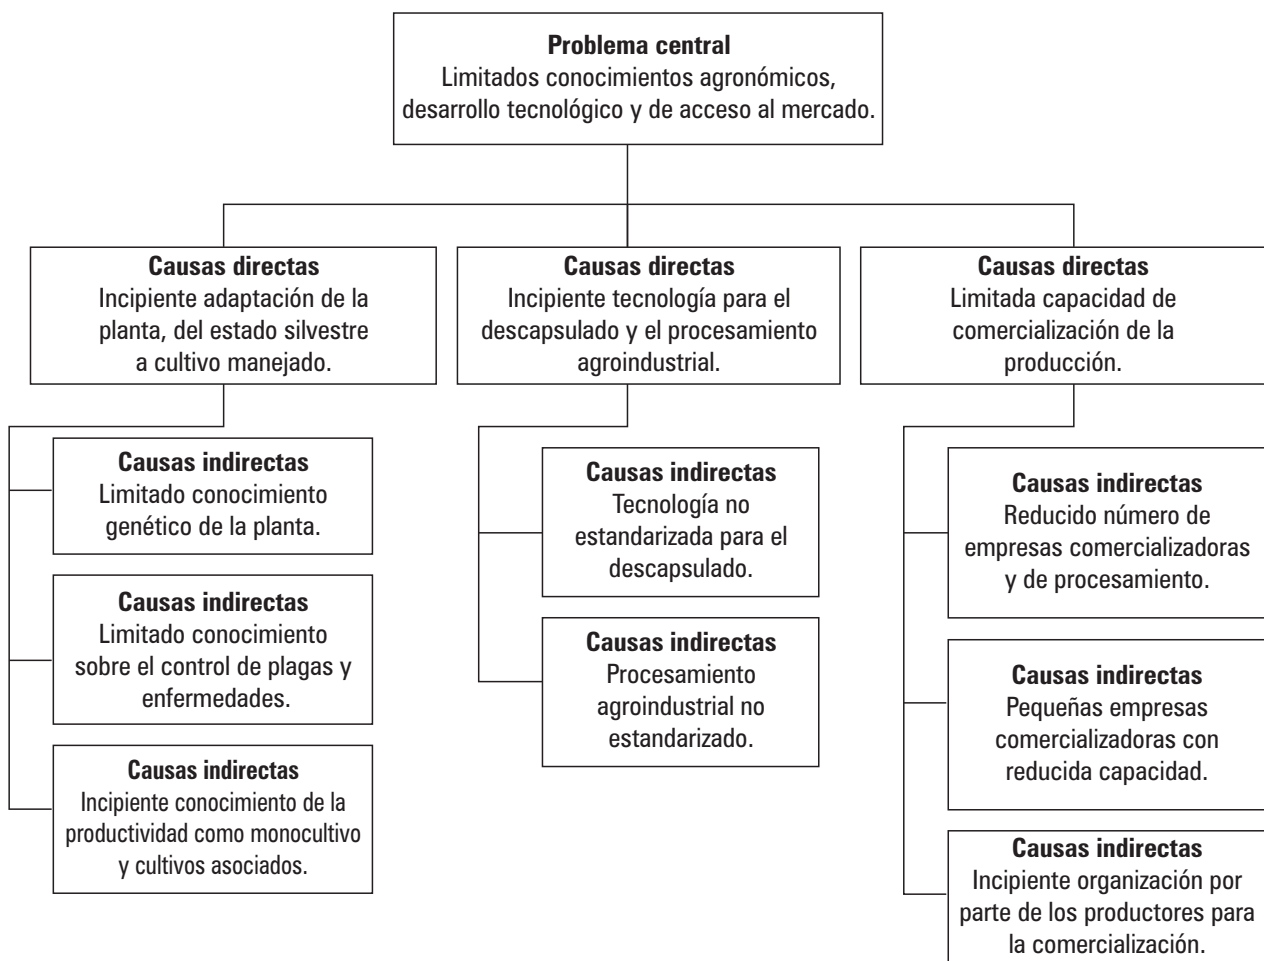 Problema central
Limitados conocimientos agronómicos,
desarrollo tecnológico y de acceso al mercado.
Causas directas
Incipiente adaptación de la
planta, del estado silvestre
a cultivo manejado.
Causas indirectas
Limitado conocimiento
genético de la planta.
Causas indirectas
Limitado conocimiento
sobre el control de plagas y
enfermedades.
Causas indirectas
Incipiente conocimiento de la
productividad como monocultivo
y cultivos asociados.
Causas directas
Incipiente tecnología para el
descapsulado y el procesamiento
agroindustrial.
Causas indirectas
Tecnología no
estandarizada para el
descapsulado.
Causas indirectas
Procesamiento
agroindustrial no
estandarizado.
Causas directas
Limitada capacidad de
comercialización de la
producción.
Causas indirectas
Reducido número de
empresas comercializadoras
y de procesamiento.
Causas indirectas
Pequeñas empresas
comercializadoras con
reducida capacidad.
Causas indirectas
Incipiente organización por
parte de los productores para
la comercialización.